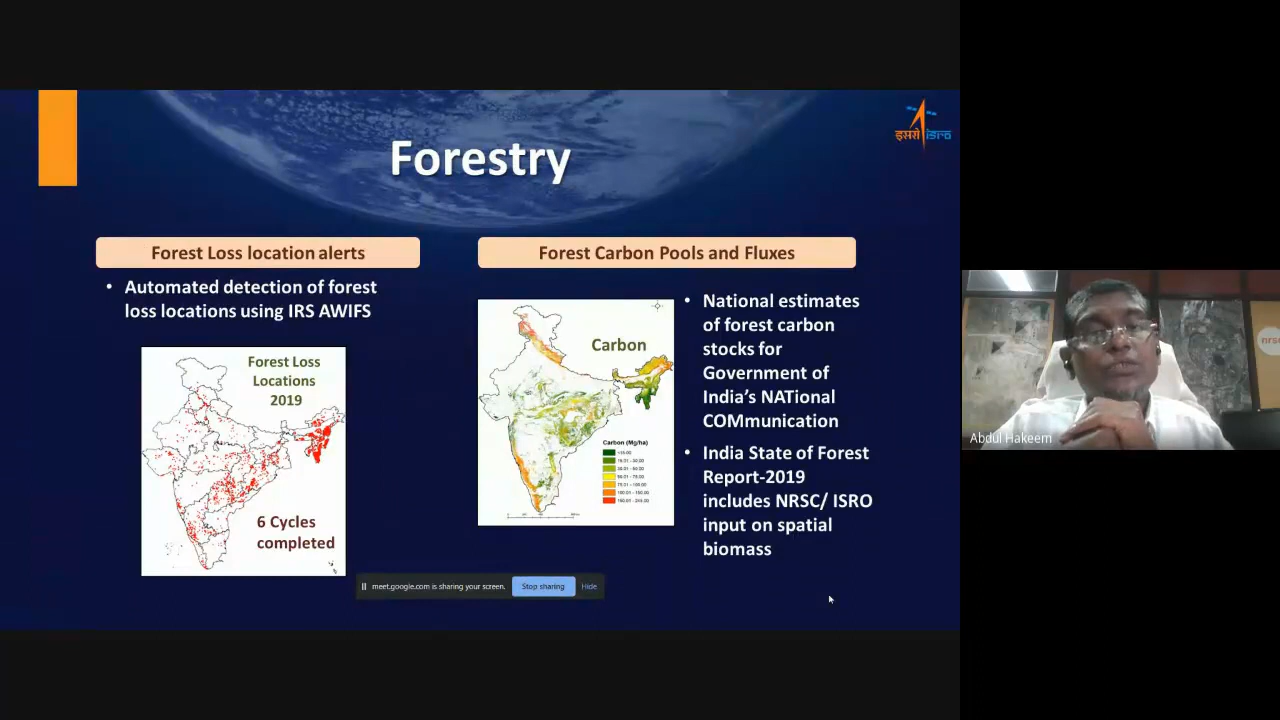 इसरो isro
Forestry
Forest Loss location alerts
• Automated detection of forest
loss locations using IRS AWIFS
Forest Loss
Locations
2019
6 Cycles
completed
Forest Carbon Pools and Fluxes
Carbon
Carbon (Mg/ha)
• National estimates
of forest carbon
stocks for
Government of
India’s NATional
COMmunication
• India State of Forest
Report-2019
includes NRSC/ ISRO
input on spatial
biomass
meet.google.com is sharing your screen.
Stop sharing
Hide
nrsc
Abdul Hakeem